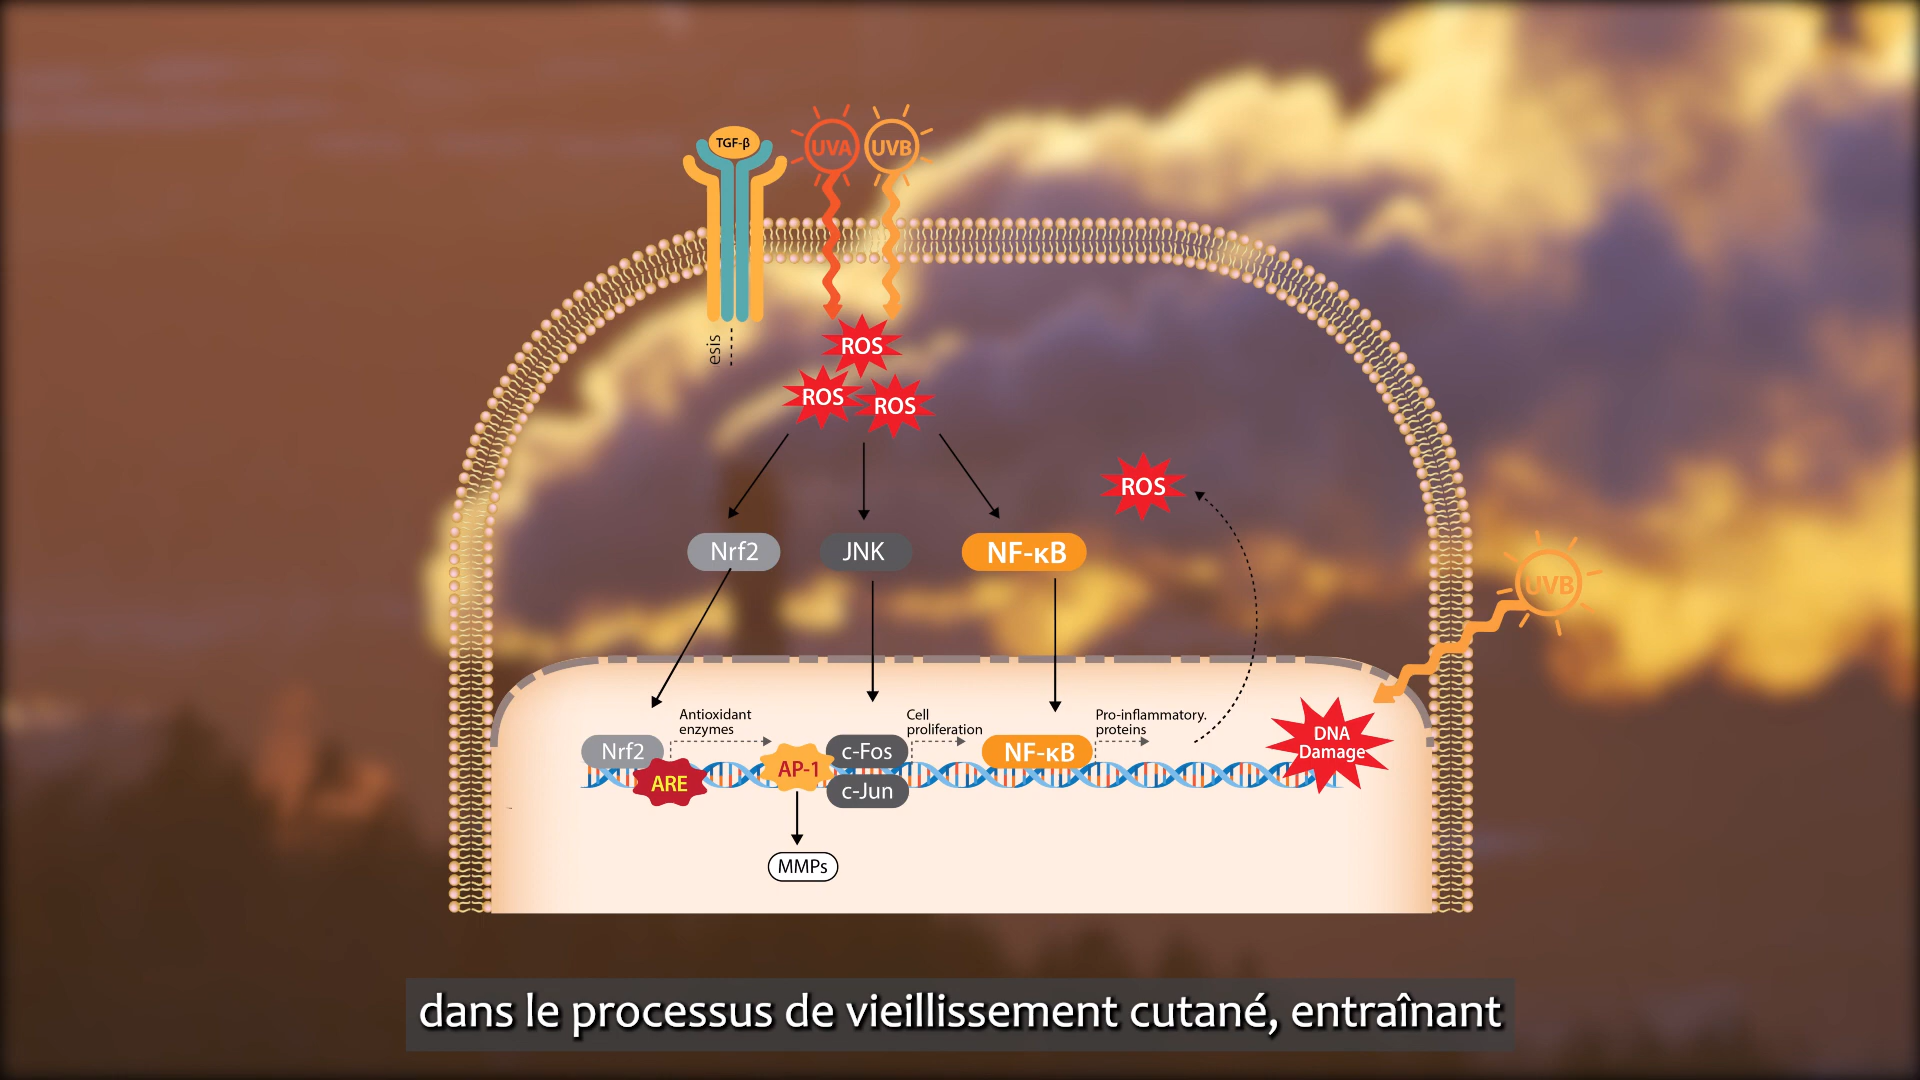 TGF-β
UVA
UVB
esis
ROS
ROS
ROS
ROS
Nrf2
JNK
NF-κB
UVB
Antioxidant
enzymes
Cell
proliferation
Pro-inflammatory.
proteins
Nrf2
ARE
AP-1
c-Fos
c-Jun
NF-κB
DNA
Damage
MMPs
dans le processus de vieillissement cutané, entraînant